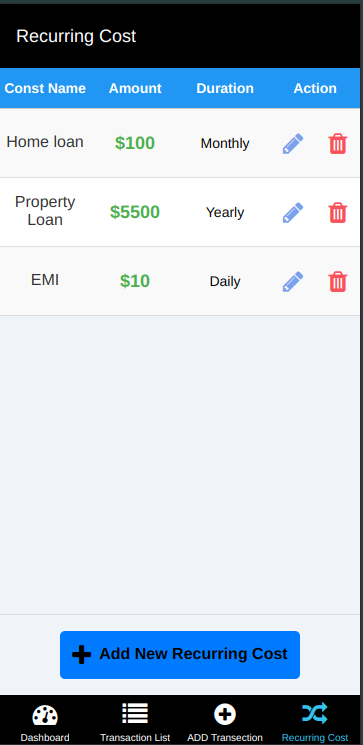 Recurring Cost
Const Name Amount Duration Action
Home loan $100 Monthly
Property
Loan $5500 Yearly
EMI $10 Daily
Add New Recurring Cost
Dashboard Transaction List ADD Transection Recurring Cost